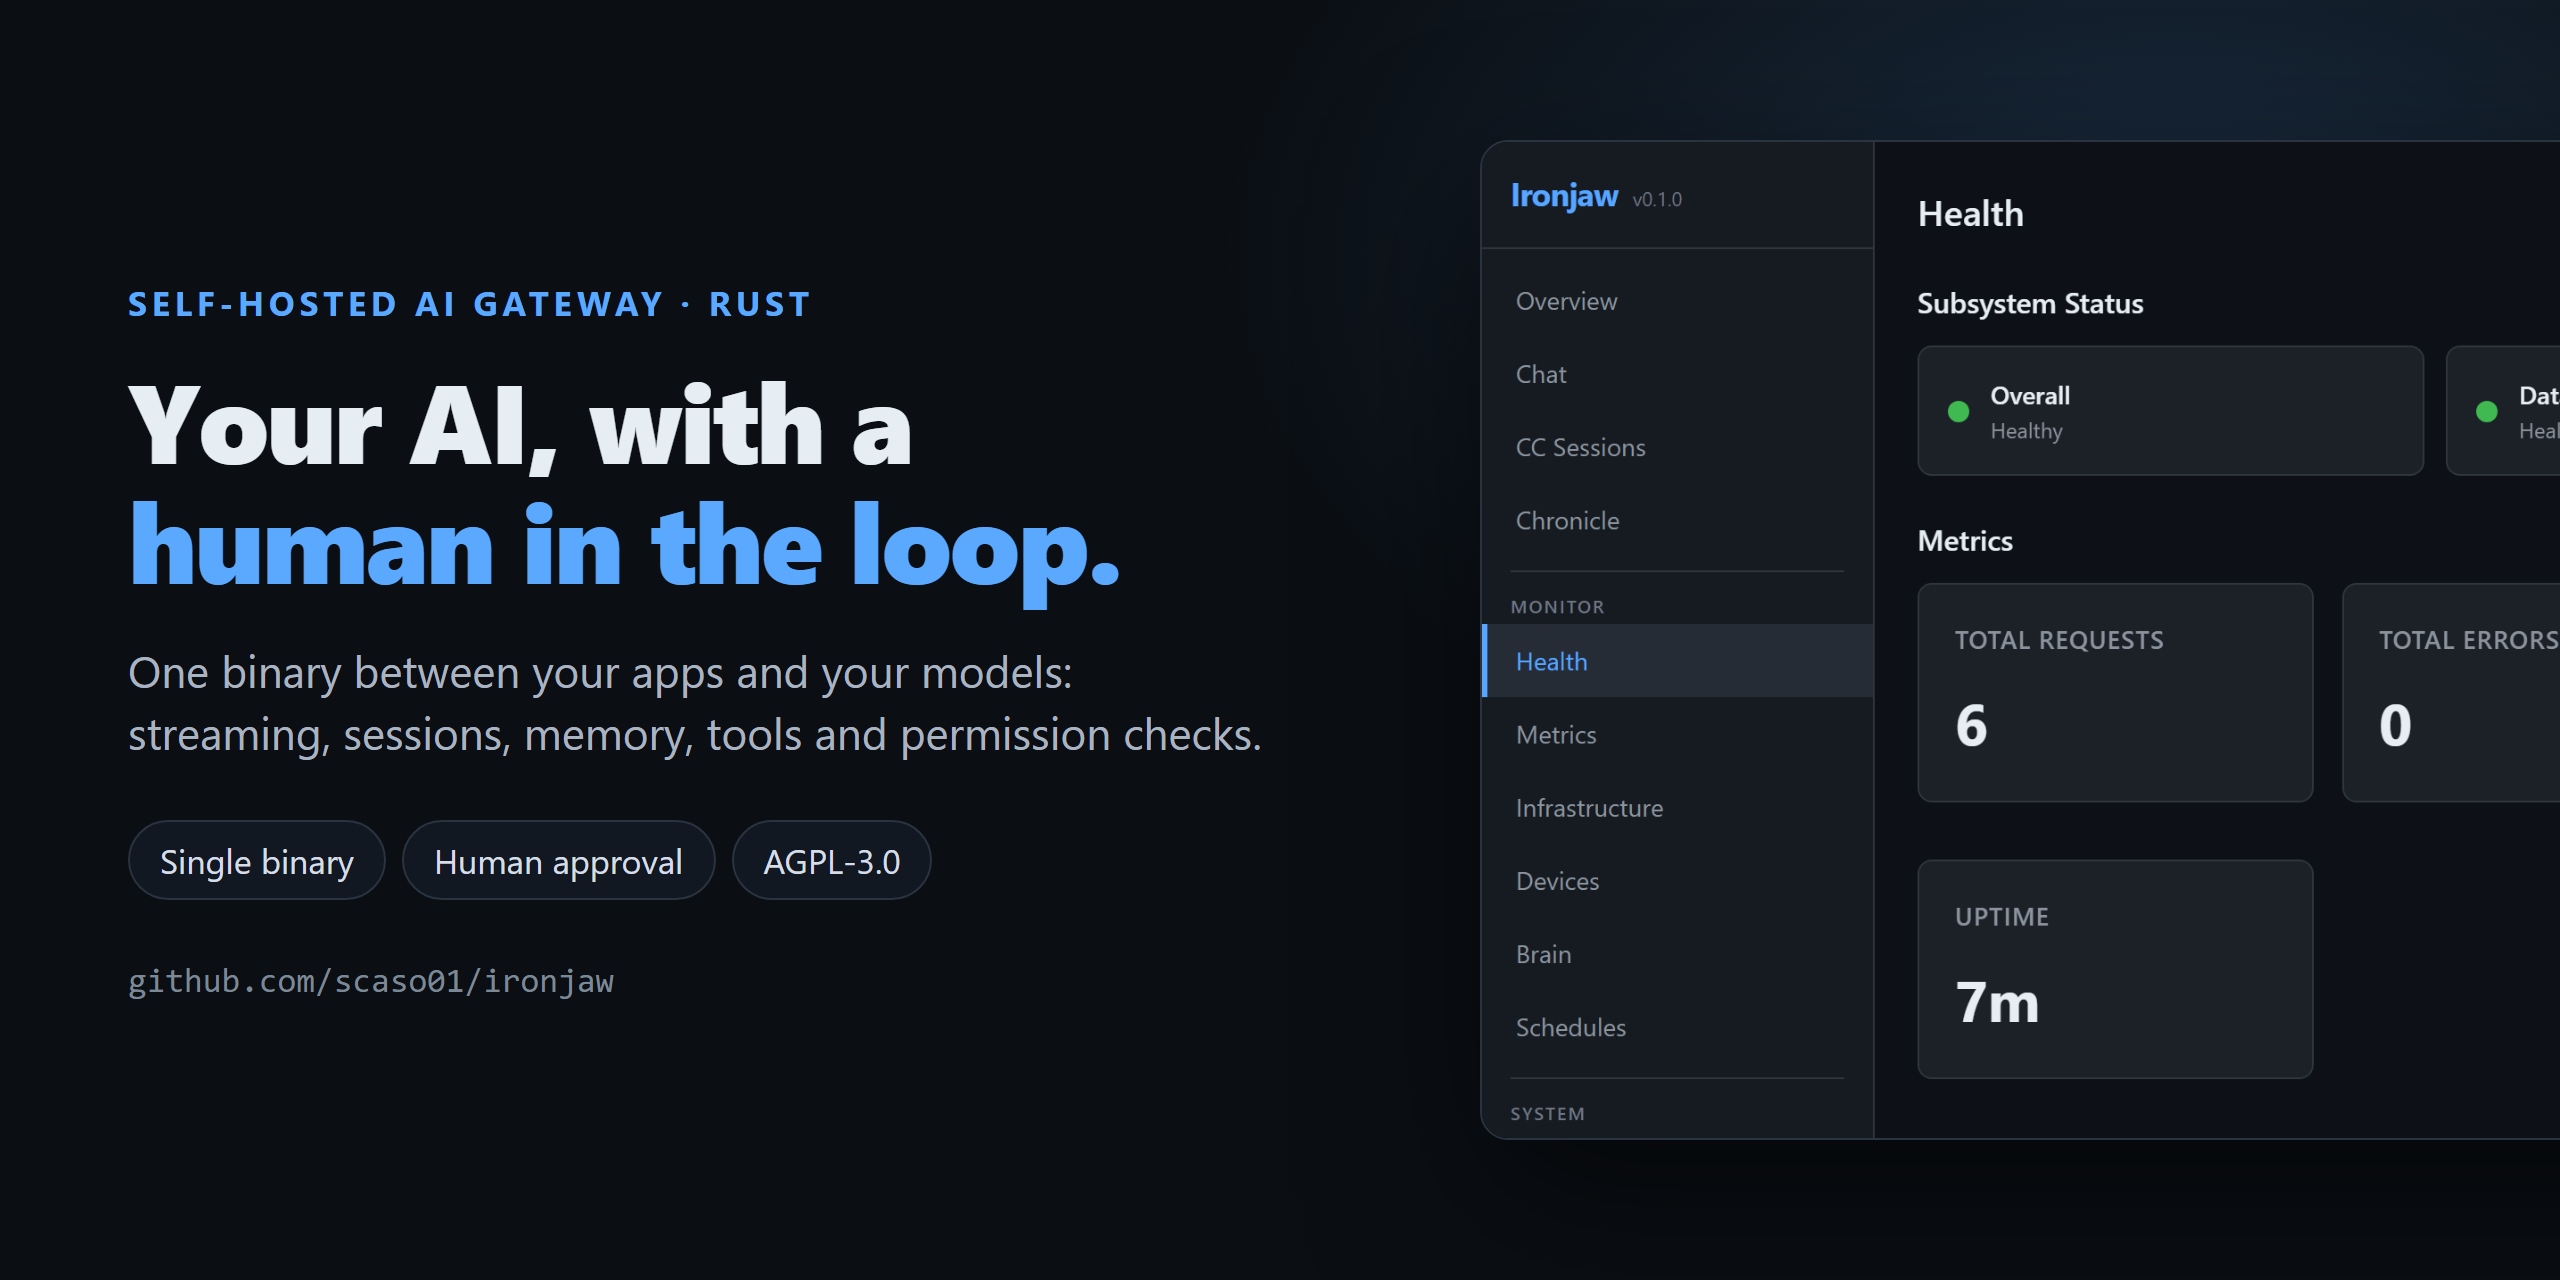 SELF-HOSTED AI GATEWAY · RUST
Your AI, with a
human in the loop.
One binary between your apps and your models:
streaming, sessions, memory, tools and permission checks.
Single binary
Human approval
AGPL-3.0
github.com/scaso01/ironjaw
Ironjaw v0.1.0
Overview
Chat
CC Sessions
Chronicle
MONITOR
Health
Metrics
Infrastructure
Devices
Brain
Schedules
SYSTEM
Health
Subsystem Status
Overall
Healthy
Metrics
TOTAL REQUESTS
6
TOTAL ERRORS
0
UPTIME
7m